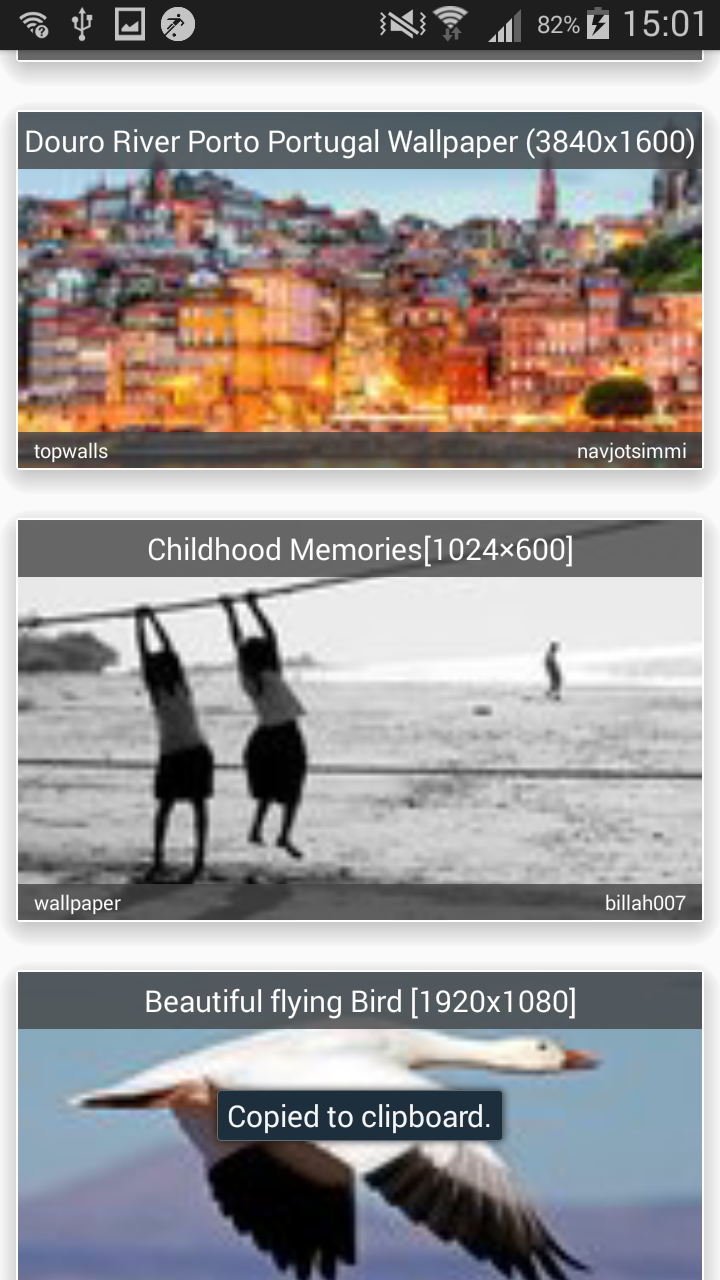 82% 15:01
Douro River Porto Portugal Wallpaper (3840x1600)
topwalls navjotsimmi
Childhood Memories[1024×600]
wallpaper billah007
Beautiful flying Bird [1920x1080]
Copied to clipboard.